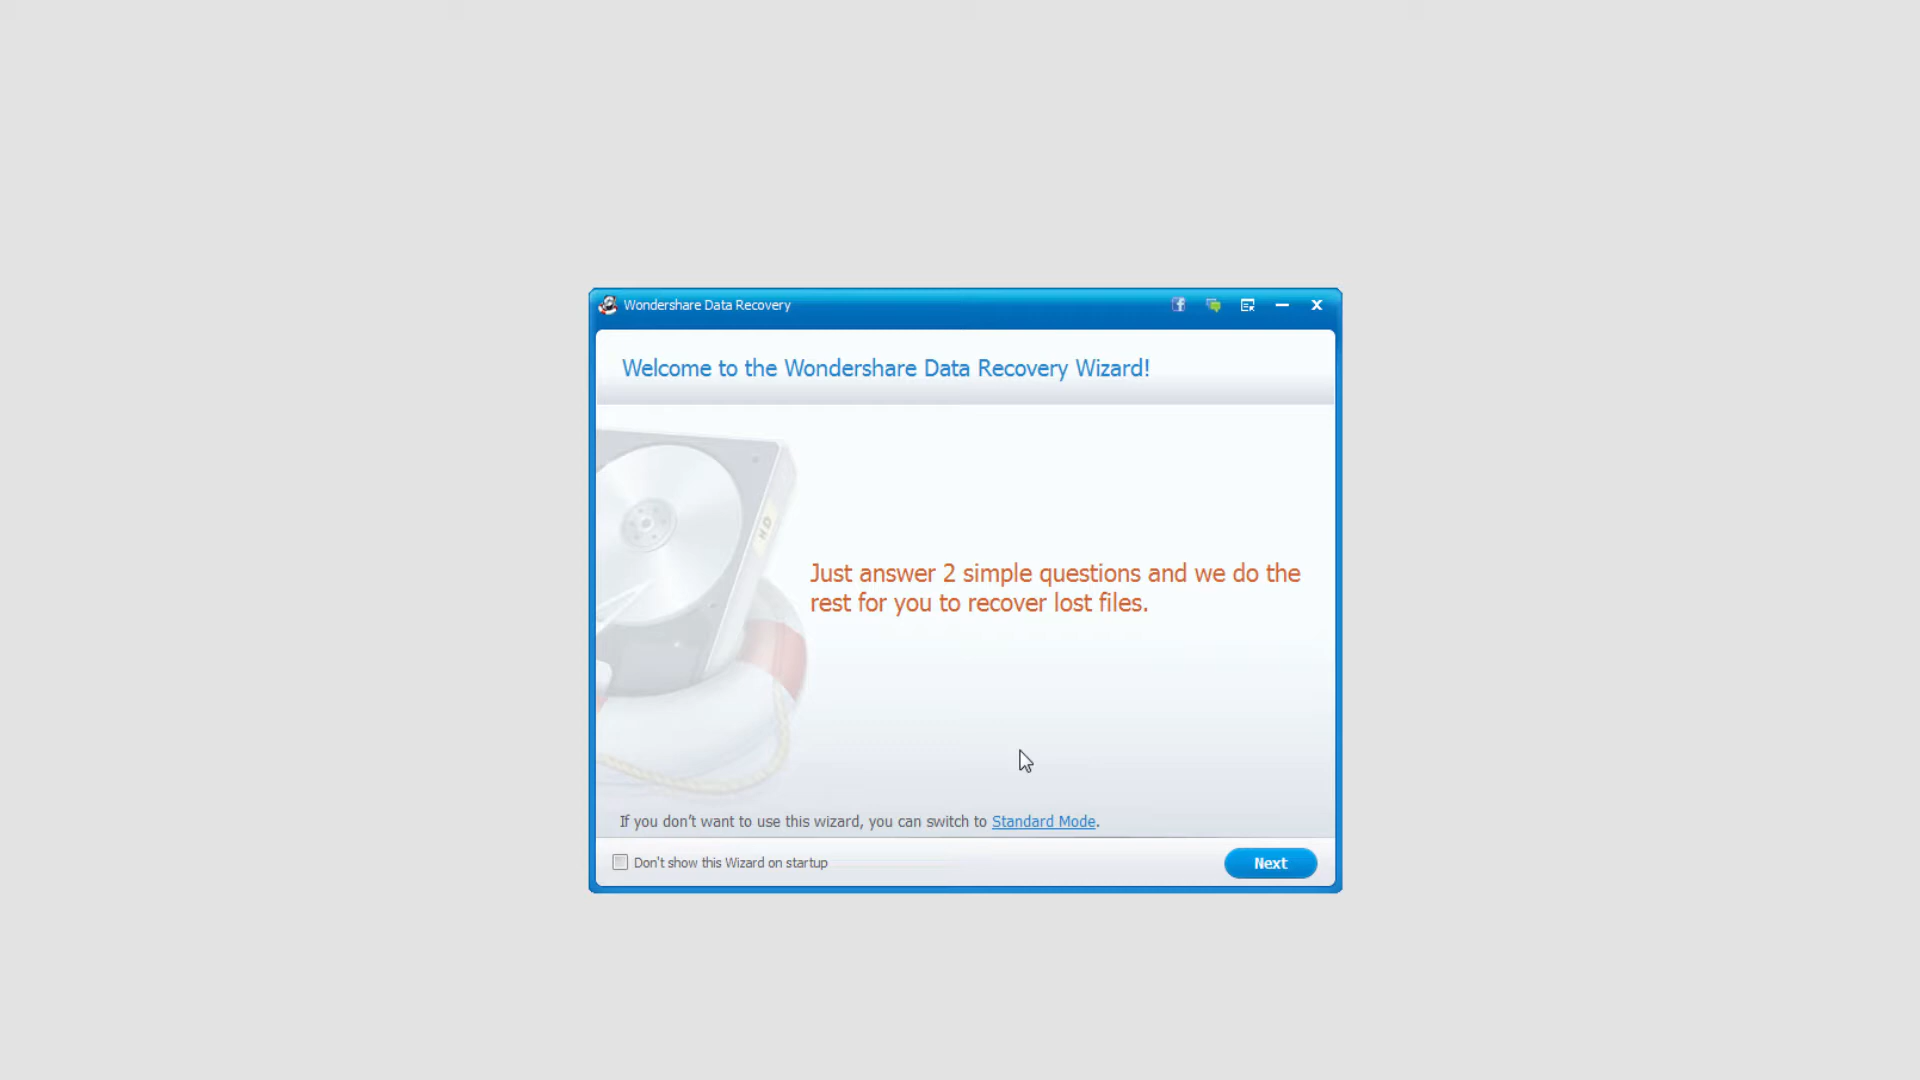 Wondershare Data Recovery
Welcome to the Wondershare Data Recovery Wizard!
HD
Just answer 2 simple questions and we do the
rest for you to recover lost files.
If you don't want to use this wizard, you can switch to Standard Mode.
Don't show this Wizard on startup
Next